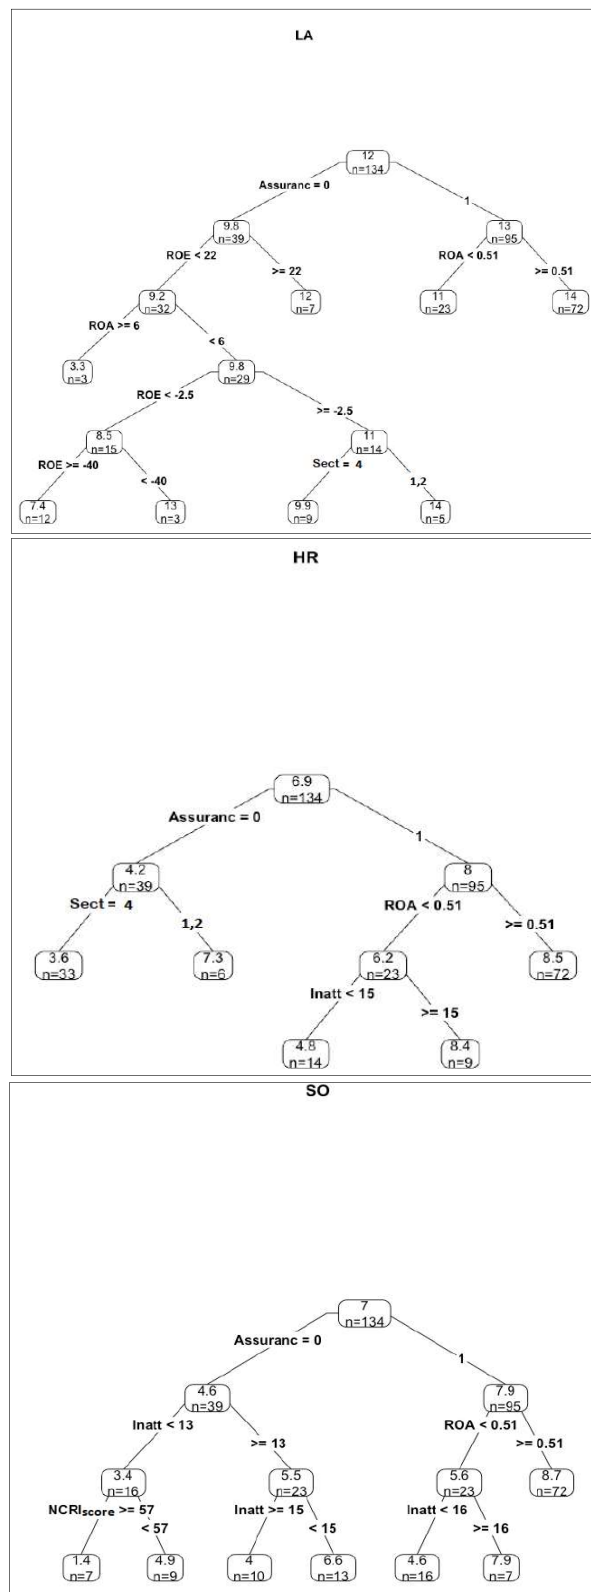 LA
12
n=134
Assuranc = 0
1
9.8
n=39
13
n=95
ROE < 22
>= 22
ROA < 0.51
>= 0.51
9.2
n=32
12
n=7
11
n=23
14
n=72
ROA >= 6
< 6
3.3
n=3
9.8
n=29
ROE < -2.5
>= -2.5
8.5
n=15
11
n=14
ROE >= -40
< -40
Sect = 4
1,2
7.4
n=12
13
n=3
9.9
n=9
14
n=5
HR
6.9
n=134
Assuranc = 0
1
4.2
n=39
8
n=95
Sect = 4
1,2
ROA < 0.51
>= 0.51
3.6
n=33
7.3
n=6
6.2
n=23
8.5
n=72
Inatt < 15
>= 15
4.8
n=14
8.4
n=9
SO
7
n=134
Assuranc = 0
1
4.6
n=39
7.9
n=95
Inatt < 13
>= 13
ROA < 0.51
>= 0.51
3.4
n=16
5.5
n=23
5.6
n=23
8.7
n=72
NCRIscore >= 57
< 57
Inatt >= 15
< 15
Inatt < 16
>= 16
1.4
n=7
4.9
n=9
4
n=10
6.6
n=13
4.6
n=16
7.9
n=7